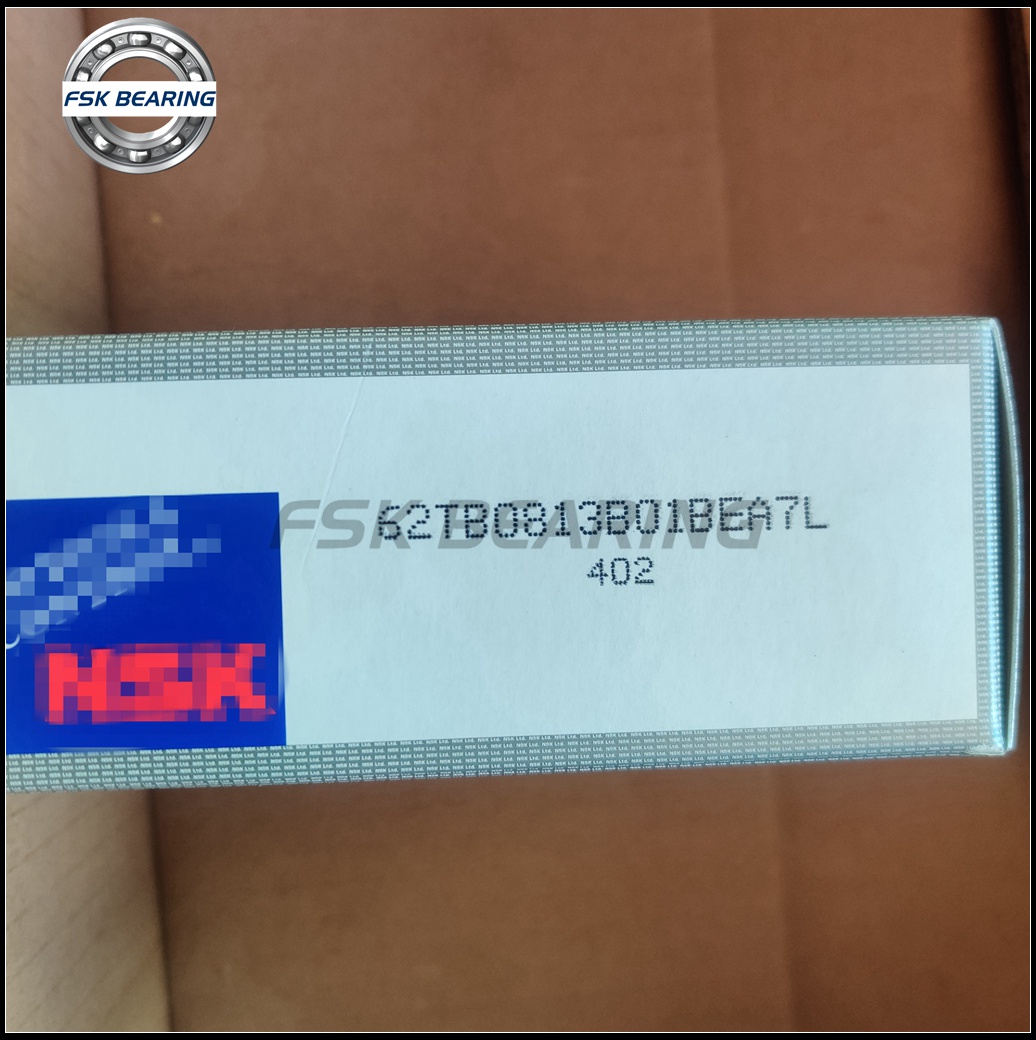 FSK BEARING
FSK BEARING
62TB0813B01BEA7L
402
NSK